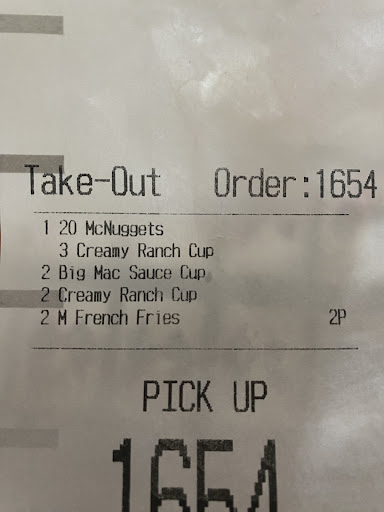 Take-Out Order:1654
1 20 McNuggets
3 Creamy Ranch Cup
2 Big Mac Sauce Cup
2 Creamy Ranch Cup
2 M French Fries 2P
PICK UP
1654